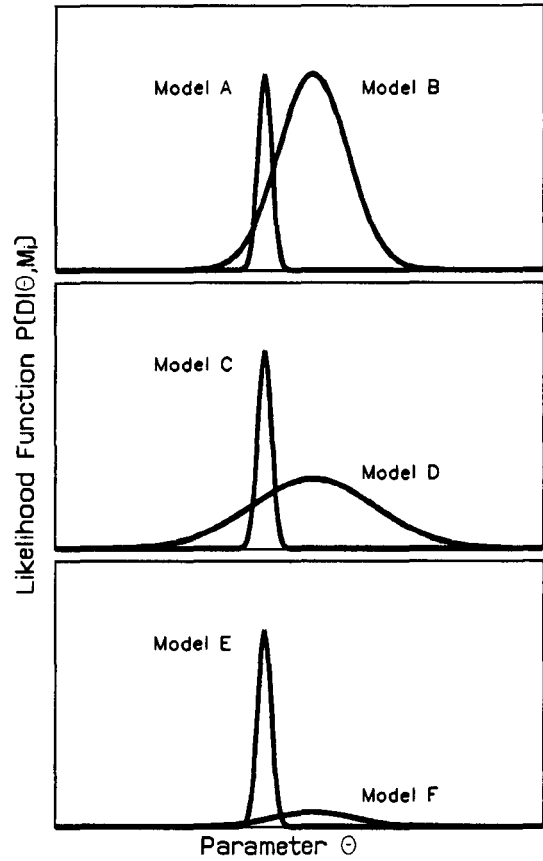 Model A
Model B
Likelihood Function P(D|Θ,Mᵢ)
Model C
Model D
Model E
Model F
Parameter Θ